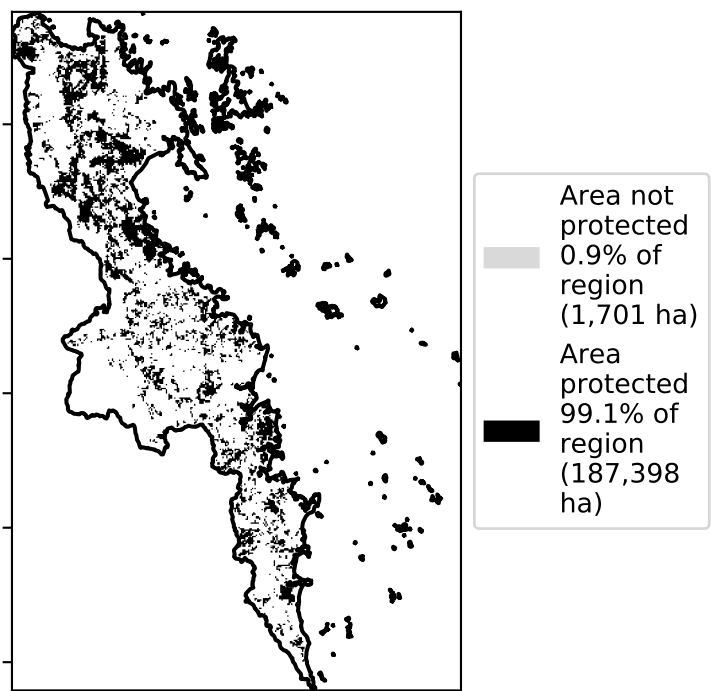 Area not
protected
0.9% of
region
(1,701 ha)
Area
protected
99.1% of
region
(187,398
ha)